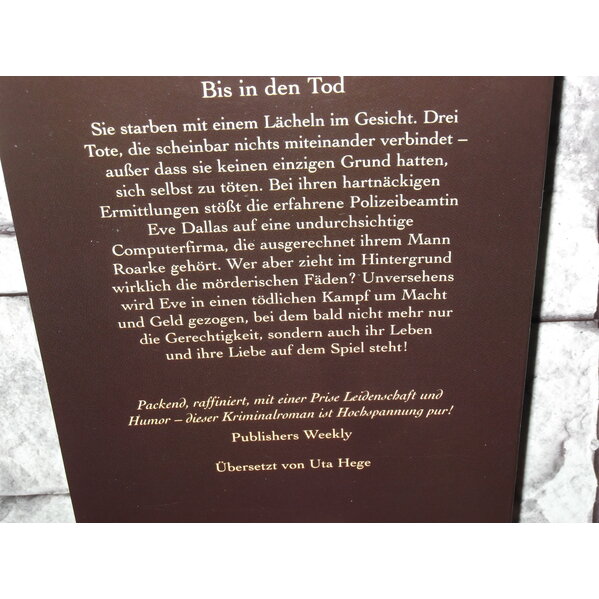 Bis in den Tod
Sie starben mit einem Lächeln im Gesicht. Drei
Tote, die scheinbar nichts miteinander verbindet –
außer dass sie keinen einzigen Grund hatten,
sich selbst zu töten. Bei ihren hartnäckigen
Ermittlungen stößt die erfahrene Polizeibeamtin
Eve Dallas auf eine undurchsichtige
Computerfirma, die ausgerechnet ihrem Mann
Roarke gehört. Wer aber zieht im Hintergrund
wirklich die mörderischen Fäden? Unversehens
wird Eve in einen tödlichen Kampf um Macht
und Geld gezogen, bei dem bald nicht mehr nur
die Gerechtigkeit, sondern auch ihr Leben
und ihre Liebe auf dem Spiel steht!
Packend, raffiniert, mit einer Prise Leidenschaft und
Humor – dieser Kriminalroman ist Hochspannung pur!
Publishers Weekly
Übersetzt von Uta Hege